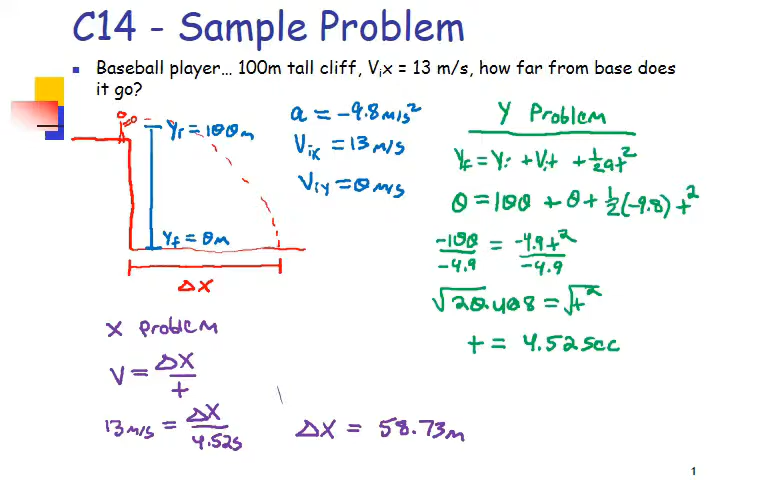 C14 - Sample Problem
Baseball player... 100m tall cliff, Vᵢx = 13 m/s, how far from base does
it go?
Yᵢ = 100m
Yf = 0m
ΔX
a = -9.8m/s²
Vix = 13 m/s
Viy = 0 m/s
Y Problem
Yf = Yi + Vit + ½at²
0 = 100 + 0 + ½(-9.8)t²
-100/-4.9 = -4.9t²/-4.9
√20.408 = √t²
t = 4.52sec
X Problem
V = ΔX/t
13 m/s = ΔX/4.52s
ΔX = 58.73m
1